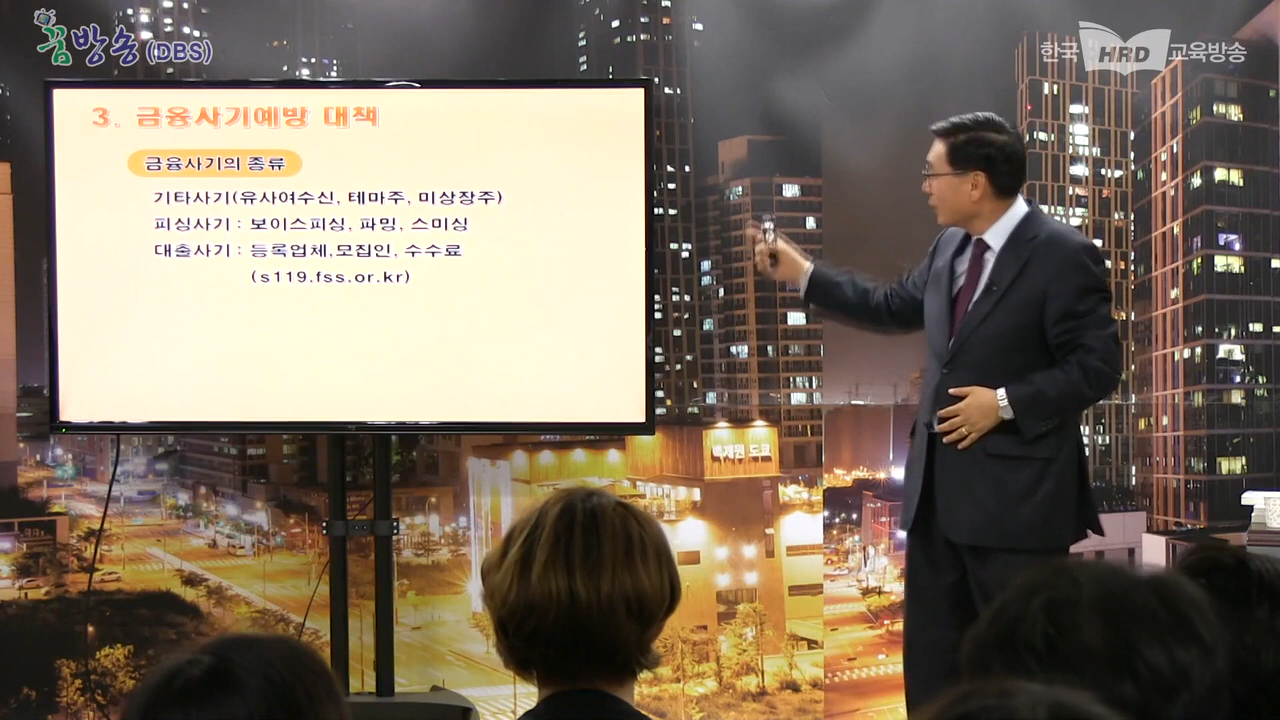 꿈방송(DBS)
한국 HRD 교육방송
3. 금융사기예방 대책
금융사기의 종류
기타사기(유사여수신, 테마주, 미상장주)
피싱사기 : 보이스피싱, 파밍, 스미싱
대출사기 : 등록업체,모집인, 수수료
(s119.fss.or.kr)